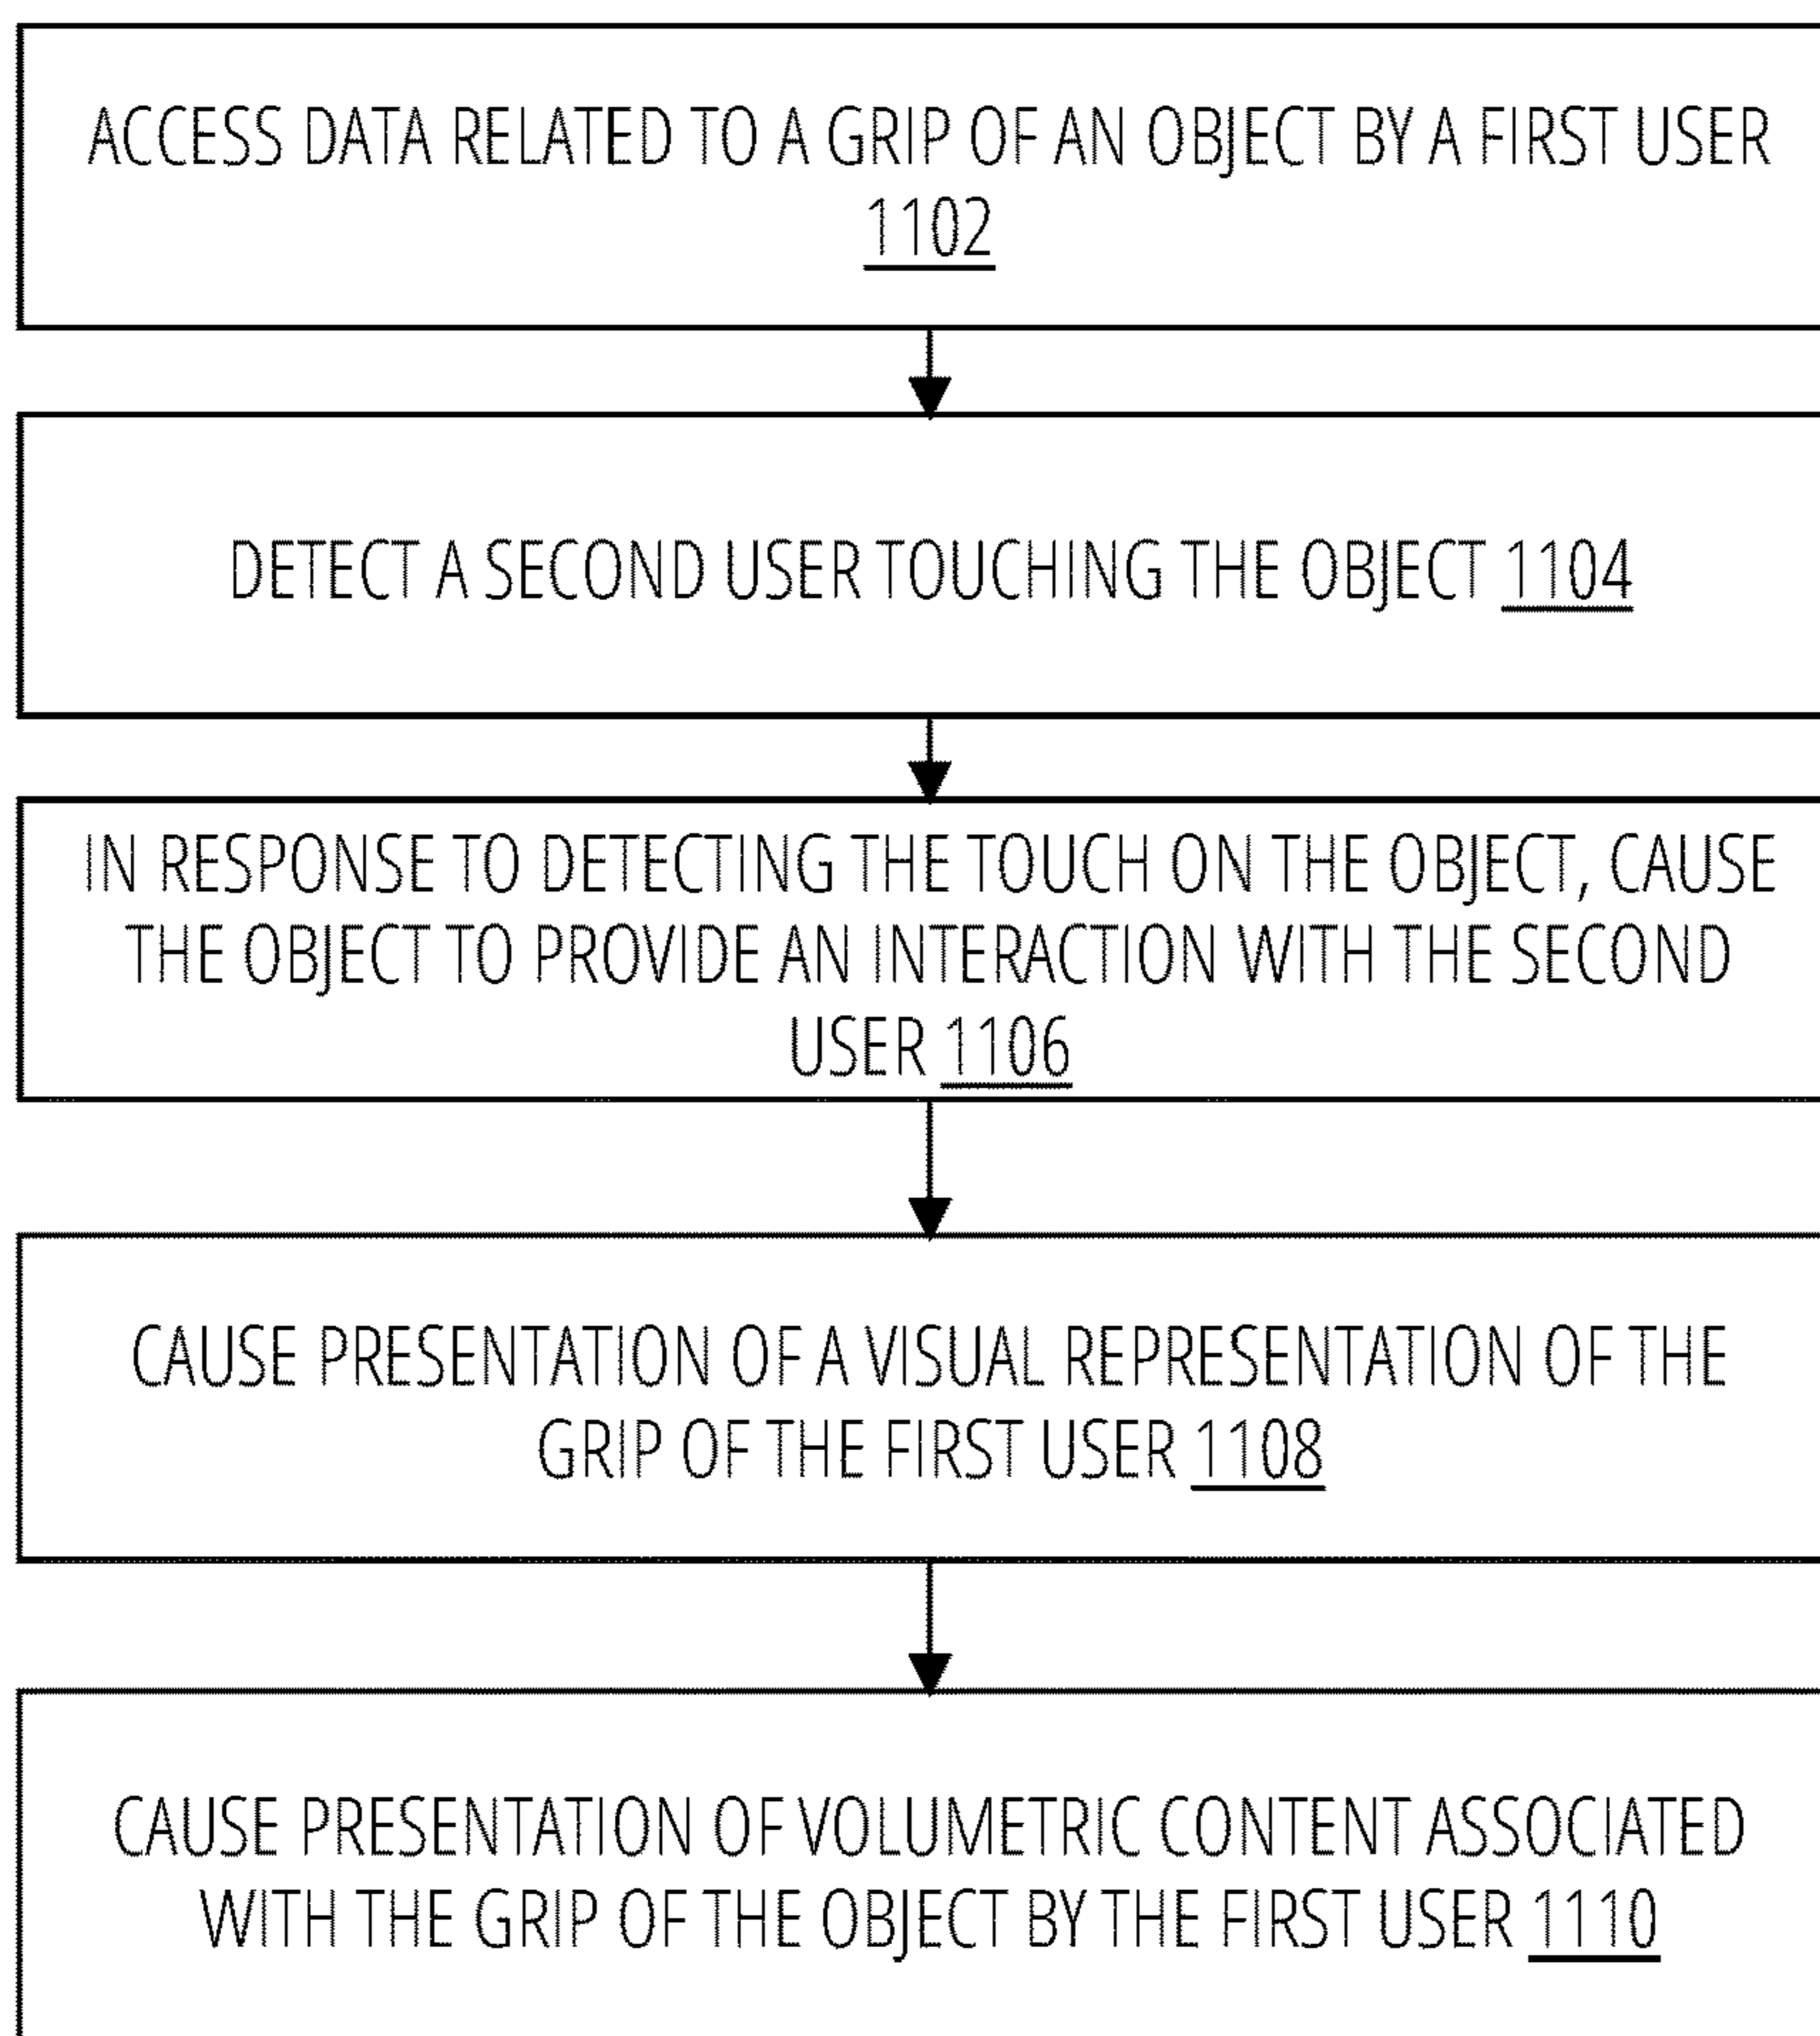 ACCESS DATA RELATED TO A GRIP OF AN OBJECT BY A FIRST USER
1102
DETECT A SECOND USER TOUCHING THE OBJECT 1104
IN RESPONSE TO DETECTING THE TOUCH ON THE OBJECT, CAUSE
THE OBJECT TO PROVIDE AN INTERACTION WITH THE SECOND
USER 1106
CAUSE PRESENTATION OF A VISUAL REPRESENTATION OF THE
GRIP OF THE FIRST USER 1108
CAUSE PRESENTATION OF VOLUMETRIC CONTENT ASSOCIATED
WITH THE GRIP OF THE OBJECT BY THE FIRST USER 1110